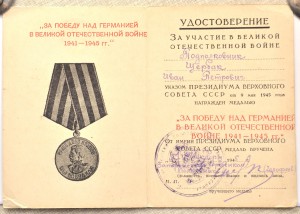 „ЗА ПОБЕДУ НАД ГЕРМАНИЕЙ
В ВЕЛИКОЙ ОТЕЧЕСТВЕННОЙ ВОЙНЕ
1941—1945 гг."
УДОСТОВЕРЕНИЕ
ЗА УЧАСТИЕ В ВЕЛИКОЙ
ОТЕЧЕСТВЕННОЙ ВОЙНЕ
Подполковник
Иван Петрович
УКАЗОМ ПРЕЗИДИУМА ВЕРХОВНОГО
СОВЕТА СССР от 9 мая 1945 года
НАГРАЖДЕН МЕДАЛЬЮ
„ЗА ПОБЕДУ НАД ГЕРМАНИЕЙ
В ВЕЛИКОЙ ОТЕЧЕСТВЕННОЙ
ВОЙНЕ 1941—1945 гг."
ОТ ИМЕНИ ПРЕЗИДИУМА ВЕРХОВНОГО
СОВЕТА СССР МЕДАЛЬ ВРУЧЕНА